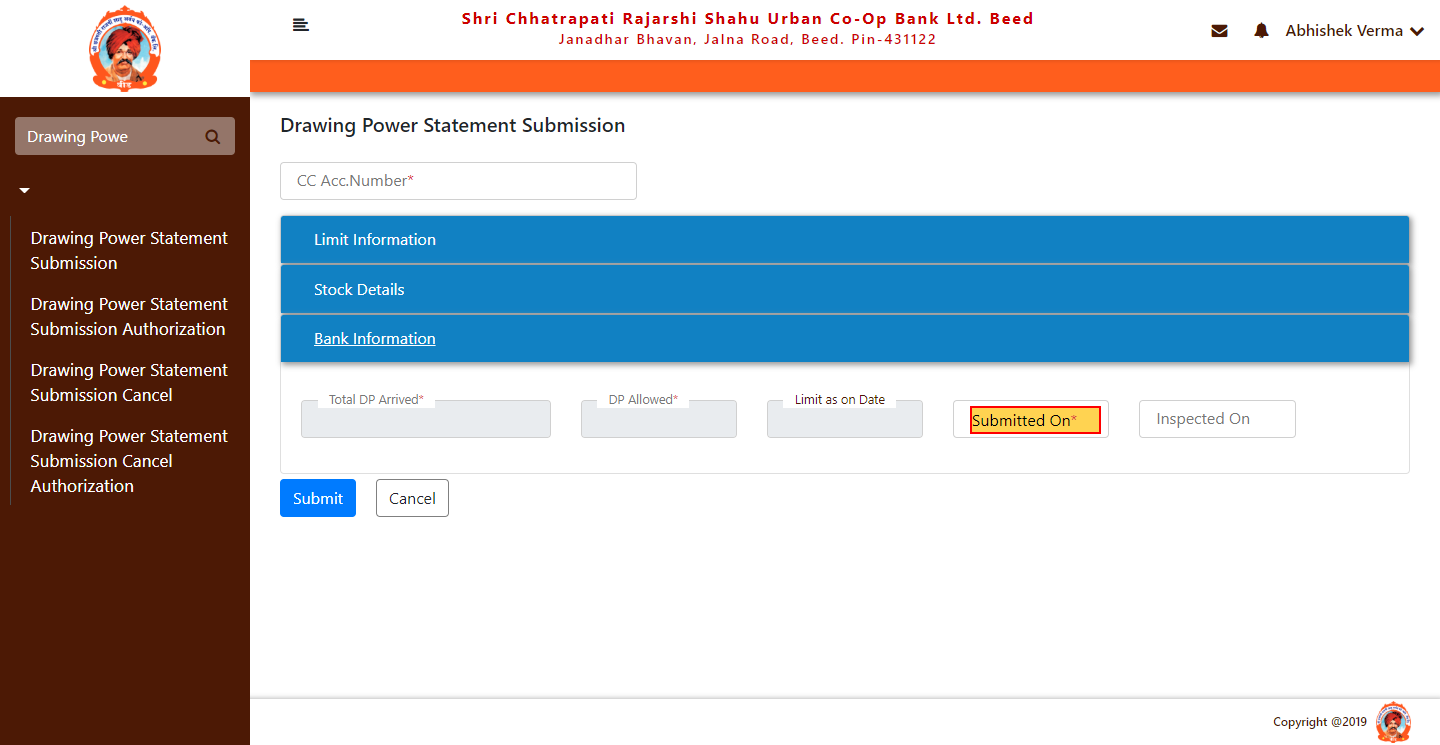 Shri Chhatrapati Rajarshi Shahu Urban Co-Op Bank Ltd. Beed
Janadhar Bhavan, Jalna Road, Beed. Pin-431122
Abhishek Verma
Drawing Powe
Drawing Power Statement
Submission
Drawing Power Statement
Submission Authorization
Drawing Power Statement
Submission Cancel
Drawing Power Statement
Submission Cancel
Authorization
Drawing Power Statement Submission
CC Acc.Number*
Limit Information
Stock Details
Bank Information
Total DP Arrived*
DP Allowed*
Limit as on Date
Submitted On*
Inspected On
Submit
Cancel
Copyright @2019